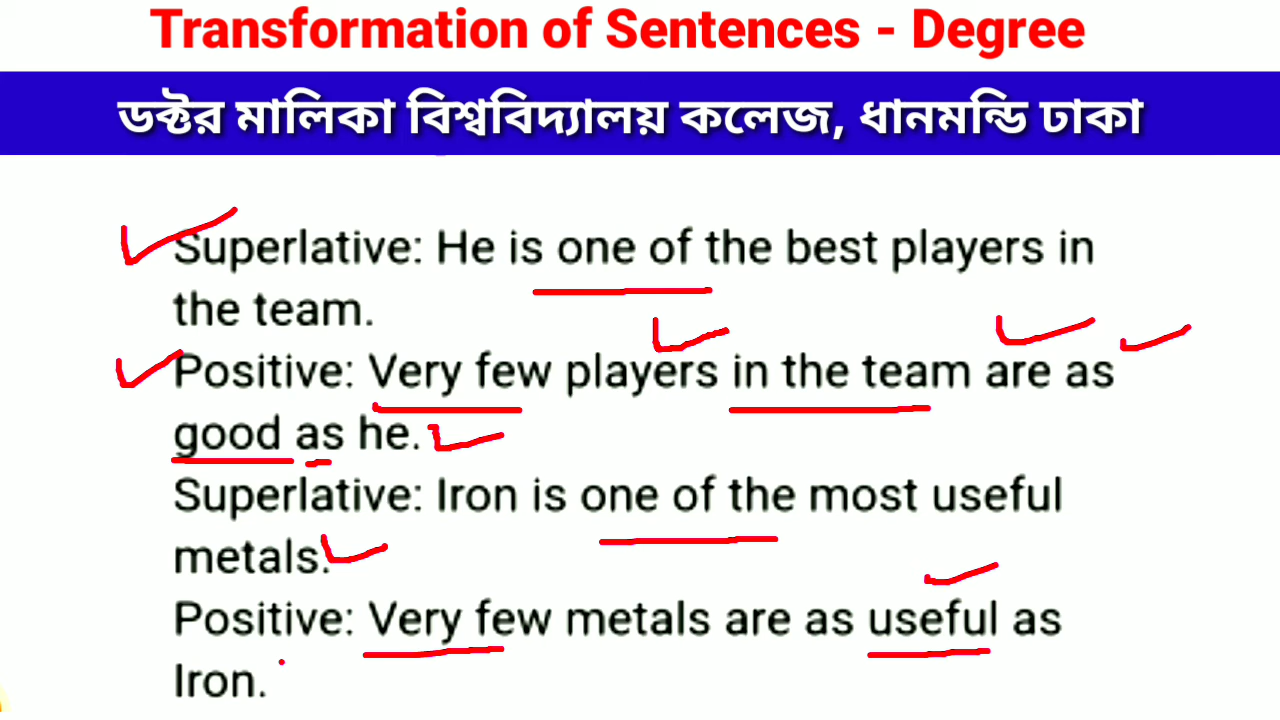 Transformation of Sentences - Degree
ডক্টর মালিকা বিশ্ববিদ্যালয় কলেজ, ধানমন্ডি ঢাকা
Superlative: He is one of the best players in
the team.
Positive: Very few players in the team are as
good as he.
Superlative: Iron is one of the most useful
metals.
Positive: Very few metals are as useful as
Iron.